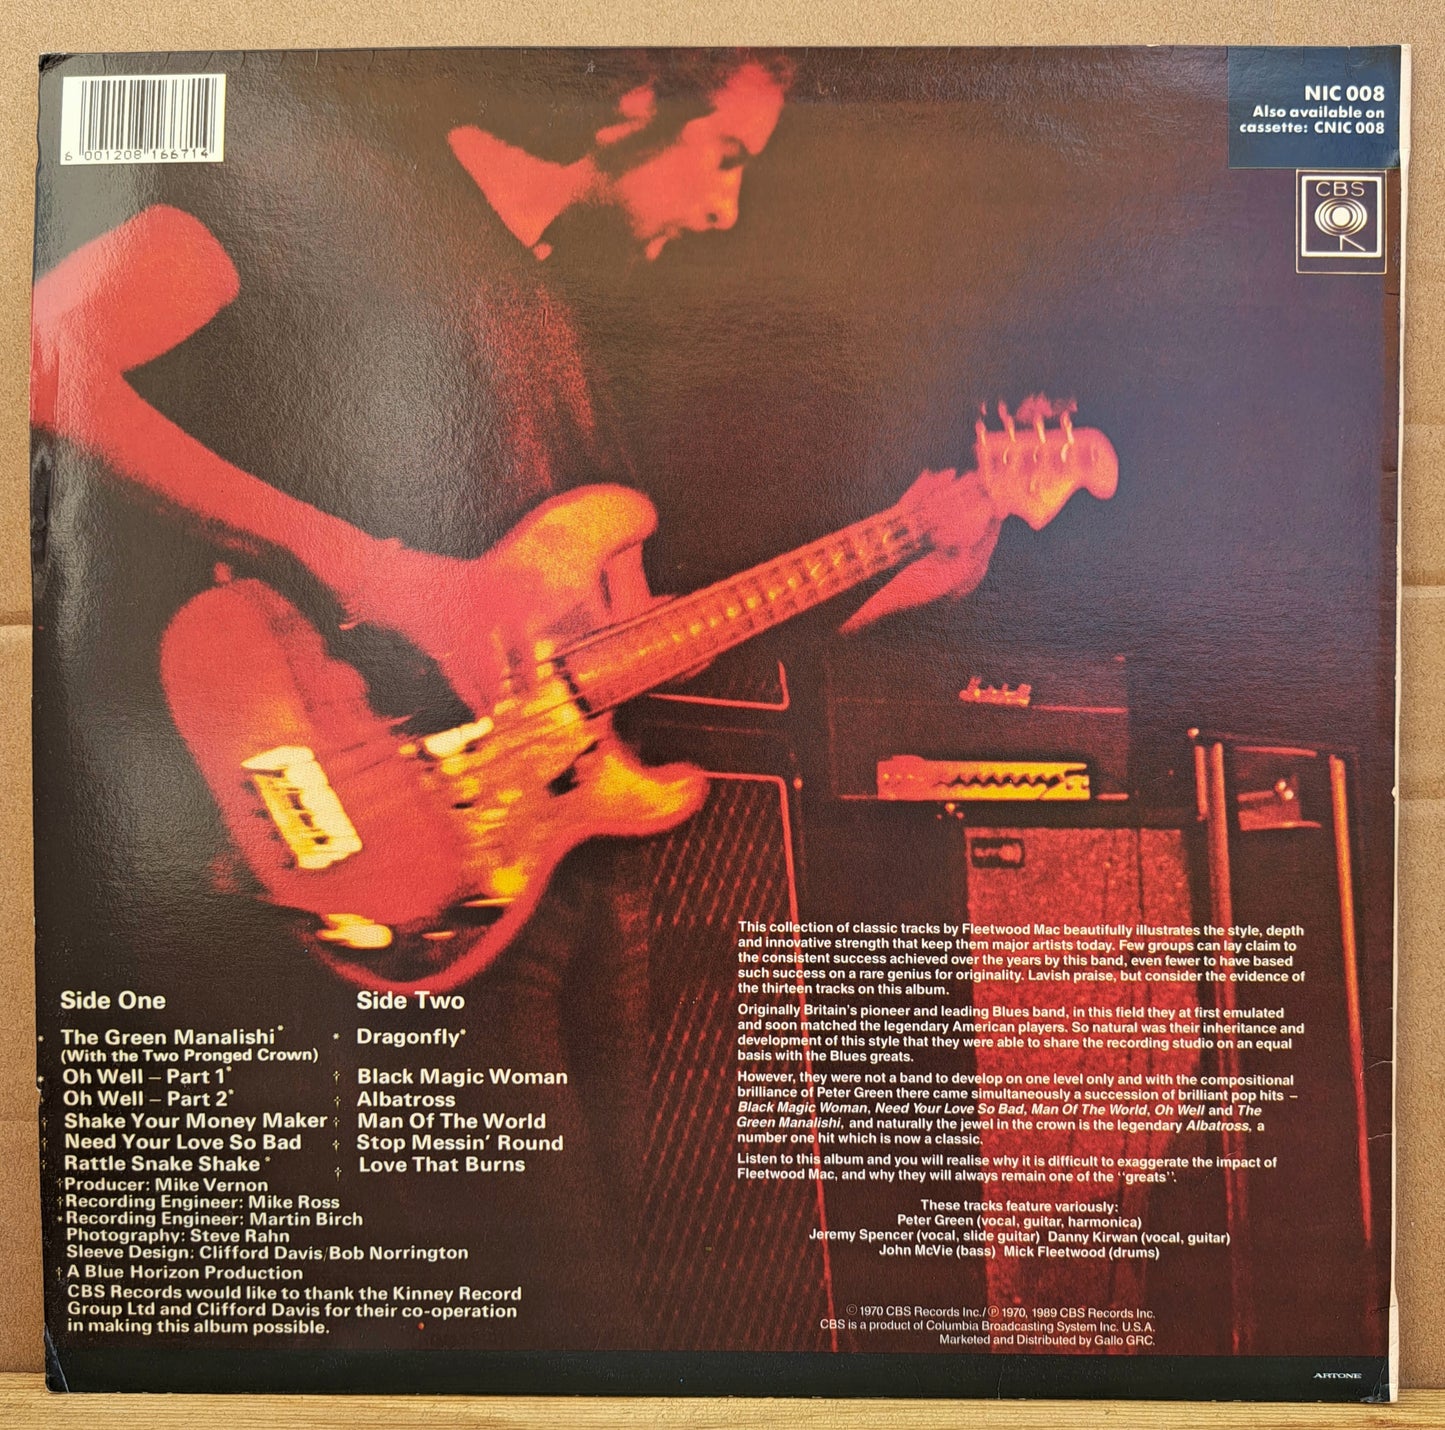 6 001208 166714
NIC 008
Also available on
cassette: CNIC 008
CBS
Side One
* The Green Manalishi*
(With the Two Pronged Crown)
* Oh Well – Part 1*
Oh Well – Part 2*
† Shake Your Money Maker
† Need Your Love So Bad
† Rattle Snake Shake*
† Producer: Mike Vernon
† Recording Engineer: Mike Ross
* Recording Engineer: Martin Birch
Photography: Steve Rahn
Sleeve Design: Clifford Davis/Bob Norrington
† A Blue Horizon Production
CBS Records would like to thank the Kinney Record
Group Ltd and Clifford Davis for their co-operation
in making this album possible.
Side Two
* Dragonfly*
† Black Magic Woman
† Albatross
† Man Of The World
† Stop Messin' Round
† Love That Burns
This collection of classic tracks by Fleetwood Mac beautifully illustrates the style, depth
and innovative strength that keep them major artists today. Few groups can lay claim to
the consistent success achieved over the years by this band, even fewer to have based
such success on a rare genius for originality. Lavish praise, but consider the evidence of
the thirteen tracks on this album.
Originally Britain's pioneer and leading Blues band, in this field they at first emulated
and soon matched the legendary American players. So natural was their inheritance and
development of this style that they were able to share the recording studio on an equal
basis with the Blues greats.
However, they were not a band to develop on one level only and with the compositional
brilliance of Peter Green there came simultaneously a succession of brilliant pop hits –
Black Magic Woman, Need Your Love So Bad, Man Of The World, Oh Well and The
Green Manalishi, and naturally the jewel in the crown is the legendary Albatross, a
number one hit which is now a classic.
Listen to this album and you will realise why it is difficult to exaggerate the impact of
Fleetwood Mac, and why they will always remain one of the "greats".
These tracks feature variously:
Peter Green (vocal, guitar, harmonica)
Jeremy Spencer (vocal, slide guitar) Danny Kirwan (vocal, guitar)
John McVie (bass) Mick Fleetwood (drums)
© 1970 CBS Records Inc./℗ 1970, 1989 CBS Records Inc.
CBS is a product of Columbia Broadcasting System Inc. U.S.A.
Marketed and Distributed by Gallo GRC.
ARTONE